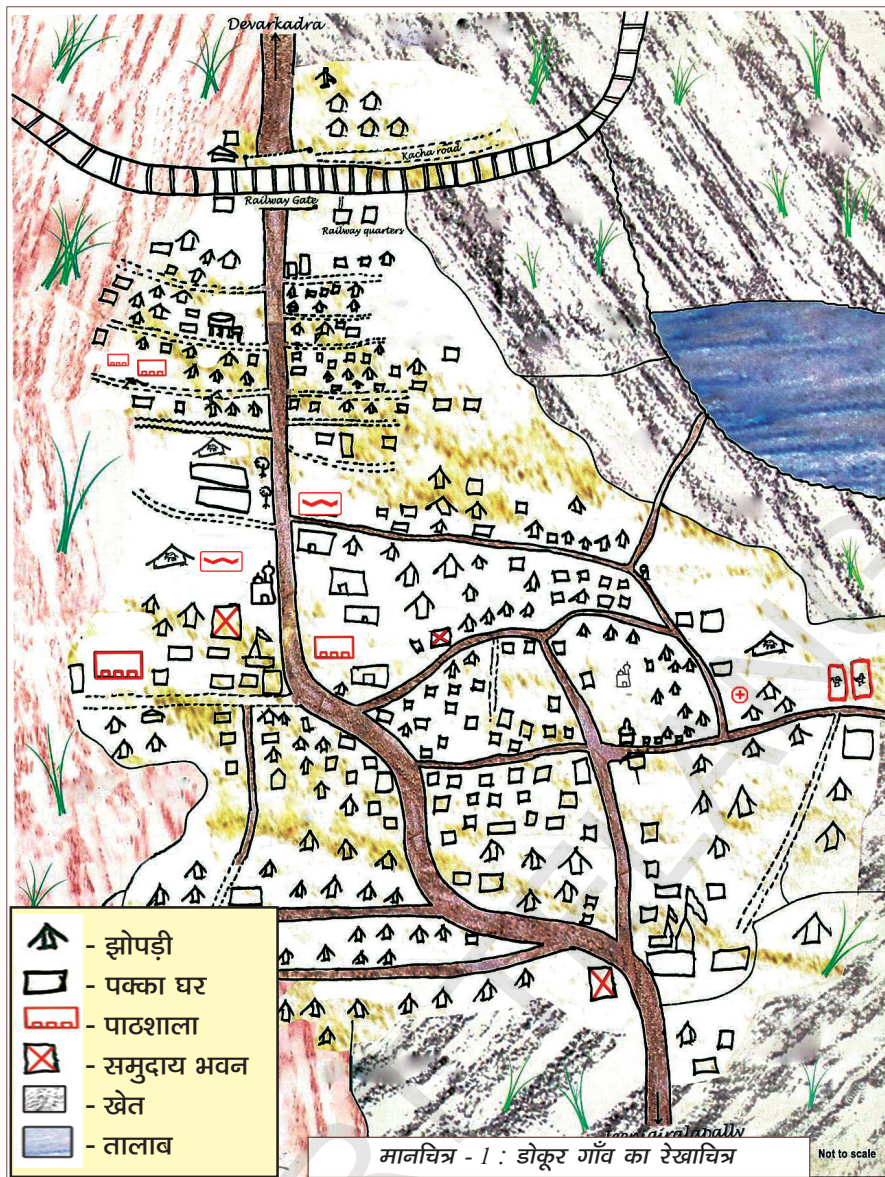 Devarkadra
Kacha road
Railway Gate
Railway quarters
- झोपड़ी
- पक्का घर
- पाठशाला
- समुदाय भवन
- खेत
- तालाब
मानचित्र - 1 : डोकूर गाँव का रेखाचित्र
Not to scale